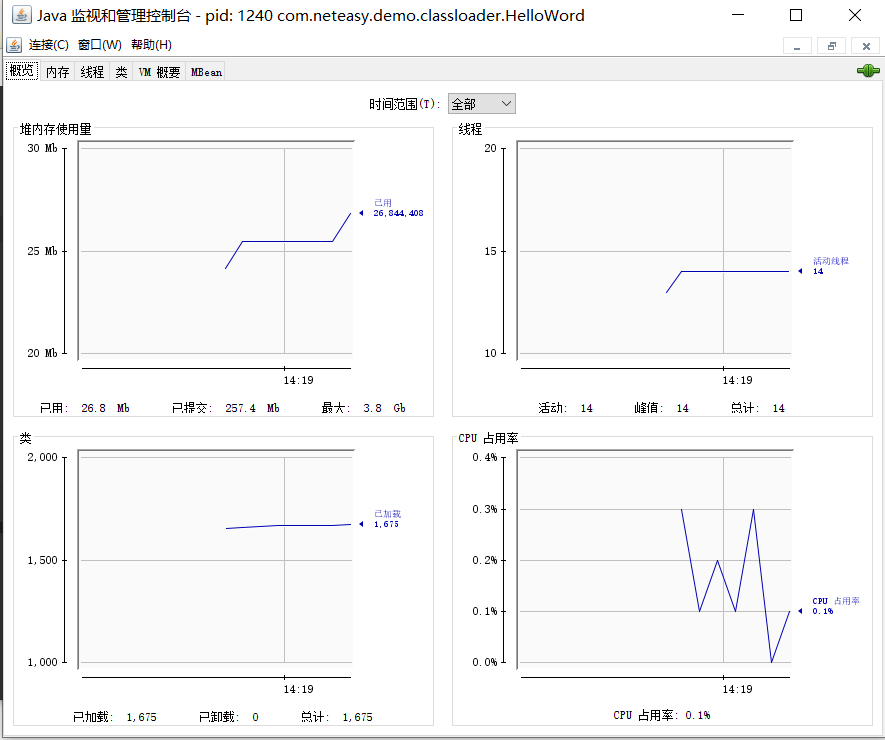 Java 监视和管理控制台 - pid: 1240 com.neteasy.demo.classloader.HelloWord
连接(C) 窗口(W) 帮助(H)
概览 内存 线程 类 VM 概要 MBean
时间范围(T): 全部
堆内存使用量
30 Mb
25 Mb
20 Mb
已用
26,844,408
14:19
已用: 26.8 Mb 已提交: 257.4 Mb 最大: 3.8 Gb
线程
20
15
10
活动线程
14
14:19
活动: 14 峰值: 14 总计: 14
类
2,000
1,500
1,000
已加载
1,675
14:19
已加载: 1,675 已卸载: 0 总计: 1,675
CPU 占用率
0.4%
0.3%
0.2%
0.1%
0.0%
CPU 占用率
0.1%
14:19
CPU 占用率: 0.1%